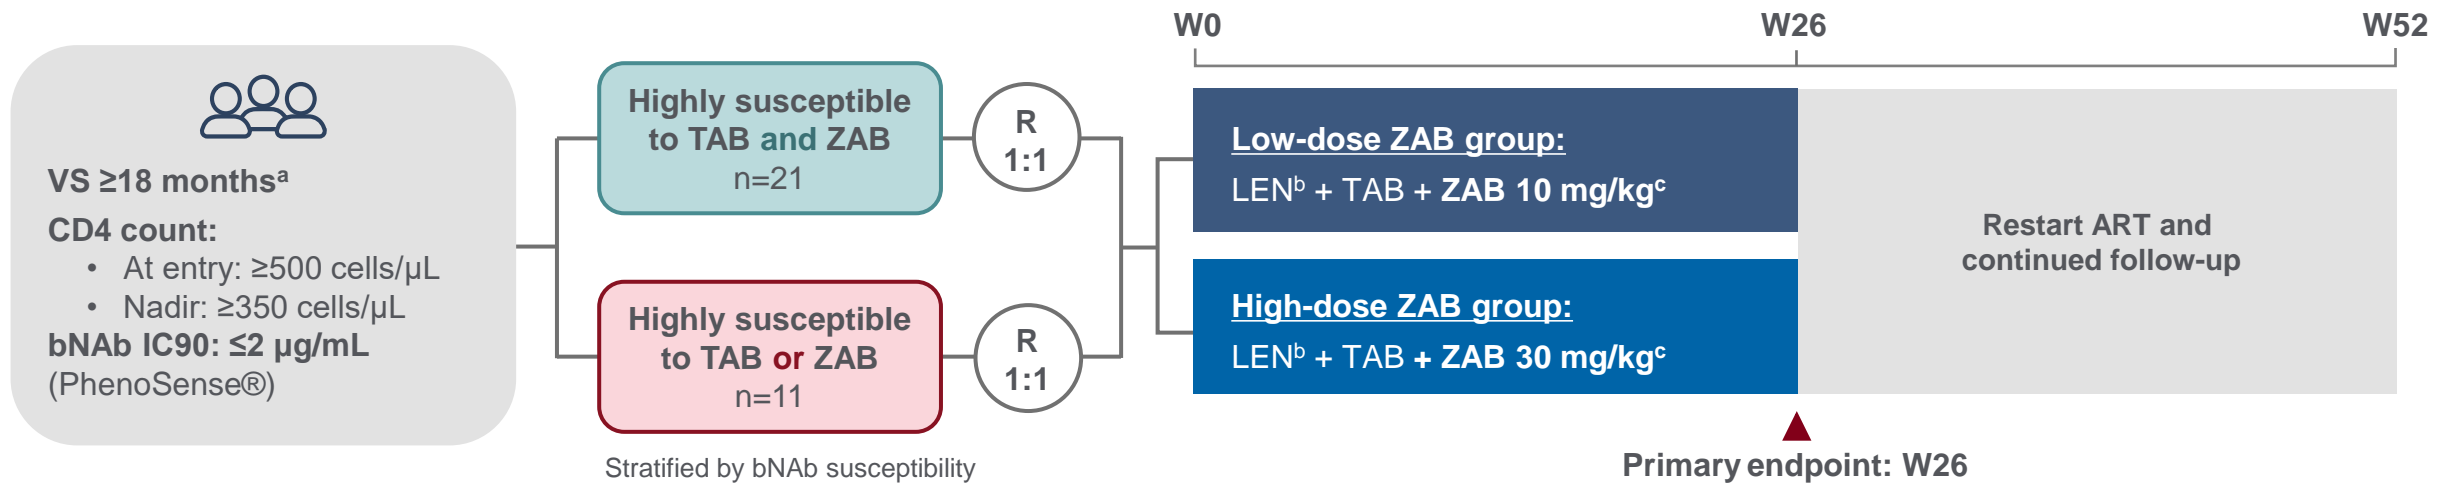 VS ≥18 monthsᵃ
CD4 count:
• At entry: ≥500 cells/µL
• Nadir: ≥350 cells/µL
bNAb IC90: ≤2 µg/mL
(PhenoSense®)
Highly susceptible
to TAB and ZAB
n=21
R
1:1
Highly susceptible
to TAB or ZAB
n=11
R
1:1
Stratified by bNAb susceptibility
W0
W26
W52
Low-dose ZAB group:
LENᵇ + TAB + ZAB 10 mg/kgᶜ
High-dose ZAB group:
LENᵇ + TAB + ZAB 30 mg/kgᶜ
Restart ART and
continued follow-up
Primary endpoint: W26